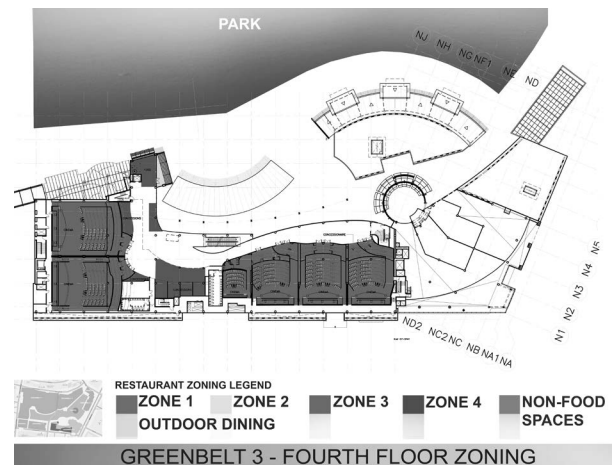 PARK
NJ
NH
NG
NF1
NE
ND
N5
N4
N3
N2
N1
ND2
NC2
NC
NB
NA1
NA
RESTAURANT ZONING LEGEND
ZONE 1 ZONE 2 ZONE 3 ZONE 4 NON-FOOD
OUTDOOR DINING SPACES
GREENBELT 3 - FOURTH FLOOR ZONING